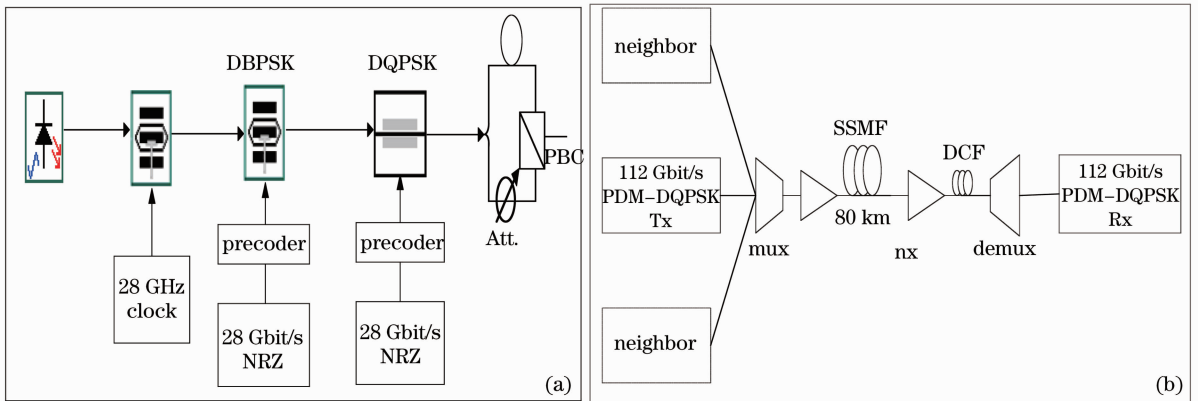 DBPSK
DQPSK
PBC
Att.
precoder
precoder
28 GHz
clock
28 Gbit/s
NRZ
28 Gbit/s
NRZ
(a)
neighbor
112 Gbit/s
PDM-DQPSK
Tx
neighbor
mux
SSMF
80 km
nx
DCF
demux
112 Gbit/s
PDM-DQPSK
Rx
(b)